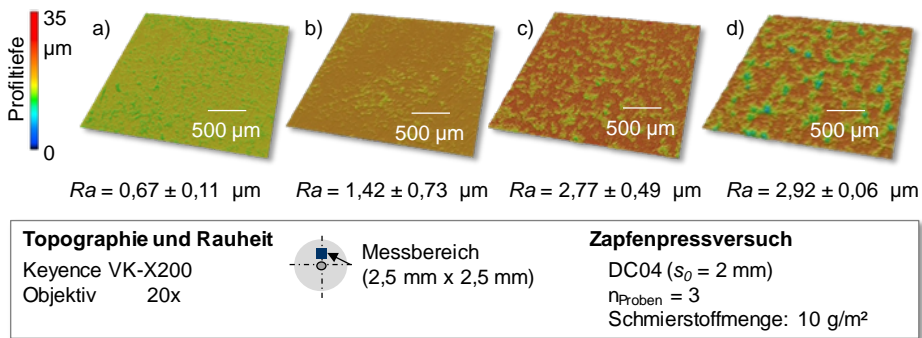 35
µm
Profiltiefe
0
a)
b)
c)
d)
500 µm
500 µm
500 µm
500 µm
Ra = 0,67 ± 0,11 µm
Ra = 1,42 ± 0,73 µm
Ra = 2,77 ± 0,49 µm
Ra = 2,92 ± 0,06 µm
Topographie und Rauheit
Keyence VK-X200
Objektiv 20x
Messbereich
(2,5 mm x 2,5 mm)
Zapfenpressversuch
DC04 (s₀ = 2 mm)
nProben = 3
Schmierstoffmenge: 10 g/m²